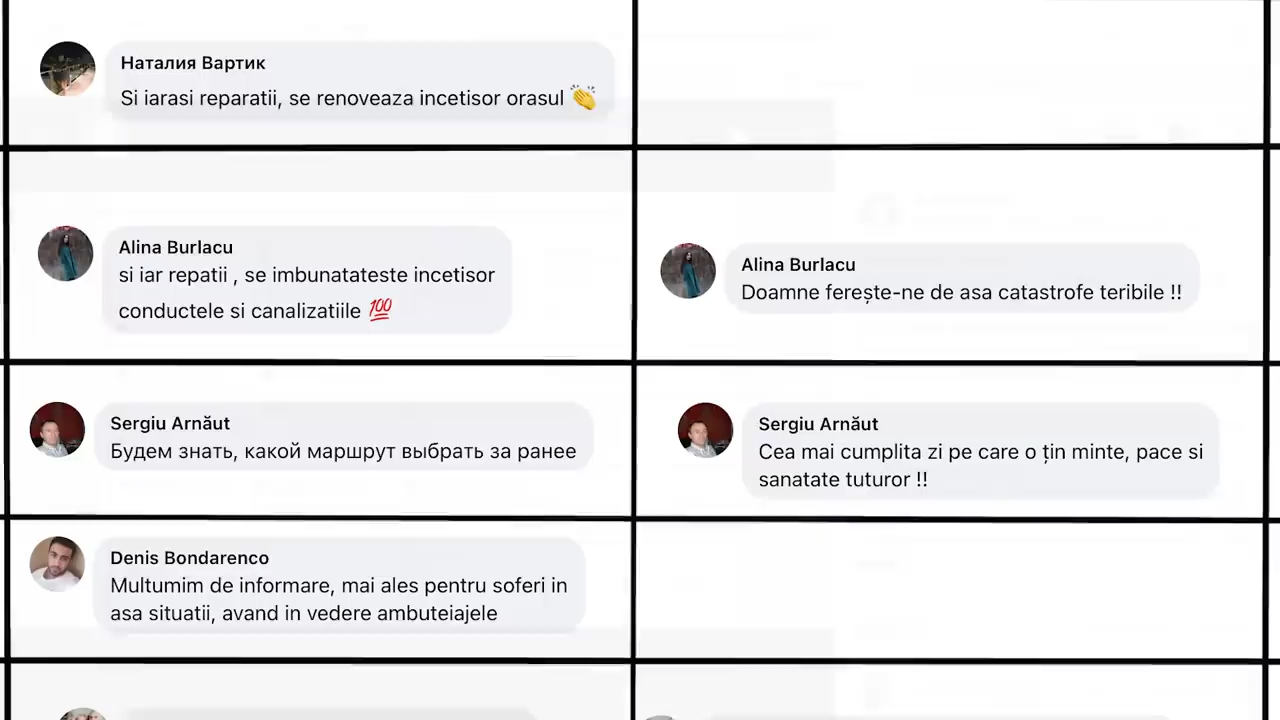 Наталия Вартик
Si iarasi reparatii, se renoveaza incetisor orasul 👏
Alina Burlacu
si iar repatii , se imbunatateste incetisor
conductele si canalizatiile 💯
Alina Burlacu
Doamne ferește-ne de asa catastrofe teribile !!
Sergiu Arnăut
Будем знать, какой маршрут выбрать за ранее
Sergiu Arnăut
Cea mai cumplita zi pe care o țin minte, pace si
sanatate tuturor !!
Denis Bondarenco
Multumim de informare, mai ales pentru soferi in
asa situatii, avand in vedere ambuteiajele